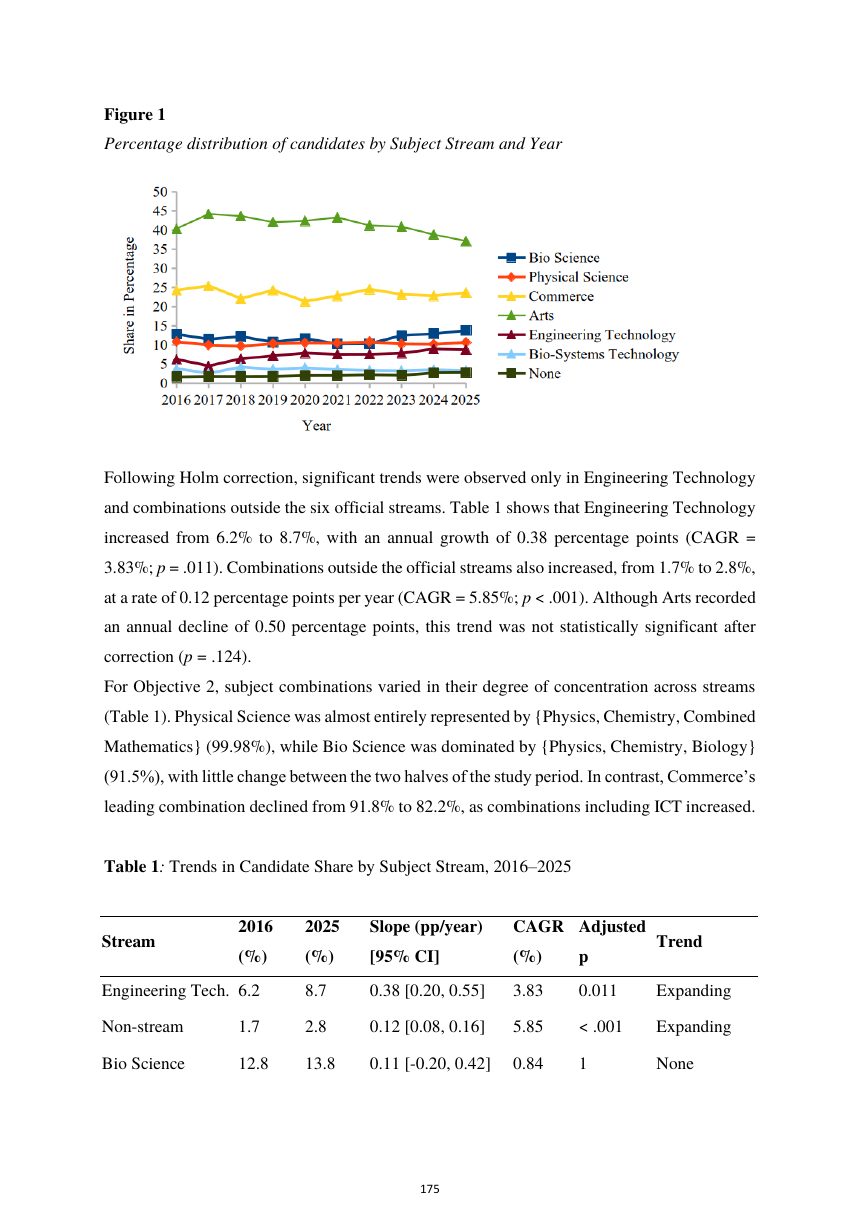 Figure 1
Percentage distribution of candidates by Subject Stream and Year
50
45
40
35
30
25
20
15
10
5
0
Share in Percentage
2016 2017 2018 2019 2020 2021 2022 2023 2024 2025
Year
Bio Science
Physical Science
Commerce
Arts
Engineering Technology
Bio-Systems Technology
None
Following Holm correction, significant trends were observed only in Engineering Technology
and combinations outside the six official streams. Table 1 shows that Engineering Technology
increased from 6.2% to 8.7%, with an annual growth of 0.38 percentage points (CAGR =
3.83%; p = .011). Combinations outside the official streams also increased, from 1.7% to 2.8%,
at a rate of 0.12 percentage points per year (CAGR = 5.85%; p < .001). Although Arts recorded
an annual decline of 0.50 percentage points, this trend was not statistically significant after
correction (p = .124).
For Objective 2, subject combinations varied in their degree of concentration across streams
(Table 1). Physical Science was almost entirely represented by {Physics, Chemistry, Combined
Mathematics} (99.98%), while Bio Science was dominated by {Physics, Chemistry, Biology}
(91.5%), with little change between the two halves of the study period. In contrast, Commerce's
leading combination declined from 91.8% to 82.2%, as combinations including ICT increased.
Table 1: Trends in Candidate Share by Subject Stream, 2016–2025
Stream 2016 (%) 2025 (%) Slope (pp/year) [95% CI] CAGR (%) Adjusted p Trend
Engineering Tech. 6.2 8.7 0.38 [0.20, 0.55] 3.83 0.011 Expanding
Non-stream 1.7 2.8 0.12 [0.08, 0.16] 5.85 < .001 Expanding
Bio Science 12.8 13.8 0.11 [-0.20, 0.42] 0.84 1 None
175